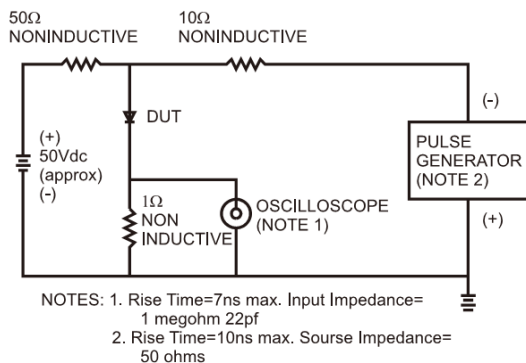 50Ω
NONINDUCTIVE
10Ω
NONINDUCTIVE
DUT
(+)
50Vdc
(approx)
(-)
(-)
PULSE
GENERATOR
(NOTE 2)
(+)
1Ω
NON
INDUCTIVE
OSCILLOSCOPE
(NOTE 1)
NOTES: 1. Rise Time=7ns max. Input Impedance=
1 megohm 22pf
2. Rise Time=10ns max. Sourse Impedance=
50 ohms